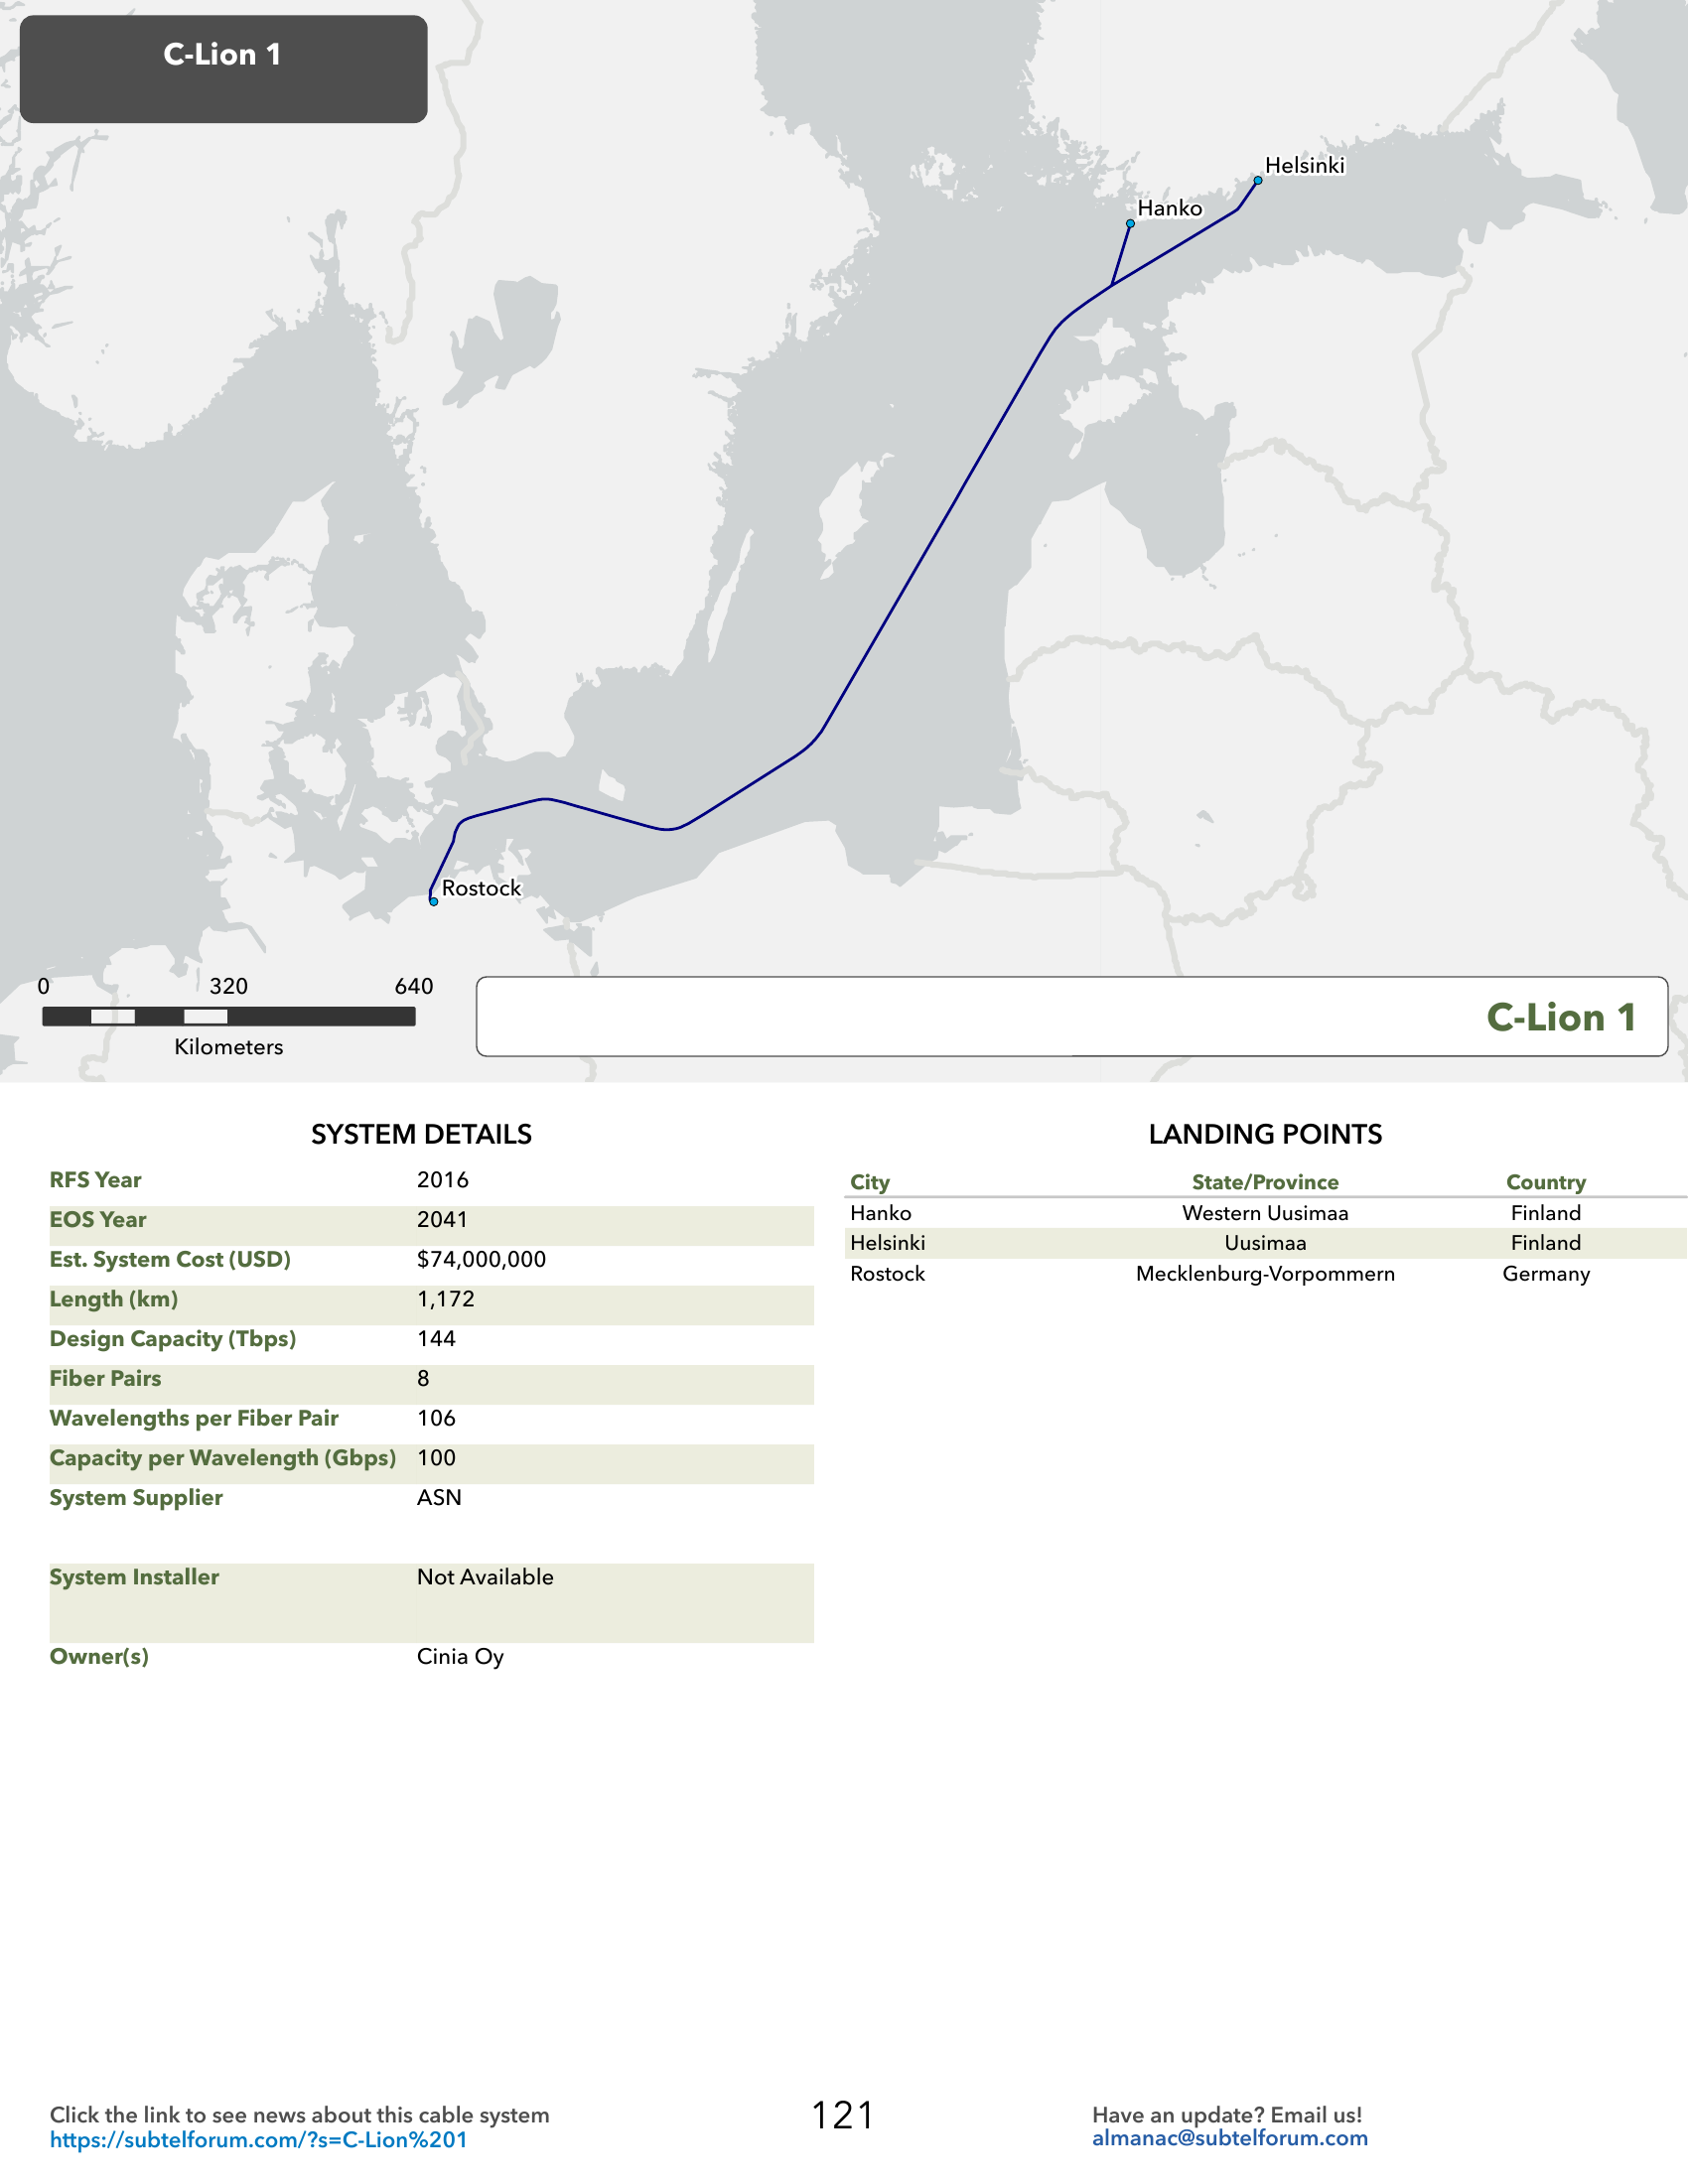 C-Lion 1
Helsinki
Hanko
Rostock
0 320 640
Kilometers
C-Lion 1
SYSTEM DETAILS
RFS Year 2016
EOS Year 2041
Est. System Cost (USD) $74,000,000
Length (km) 1,172
Design Capacity (Tbps) 144
Fiber Pairs 8
Wavelengths per Fiber Pair 106
Capacity per Wavelength (Gbps) 100
System Supplier ASN
System Installer Not Available
Owner(s) Cinia Oy
LANDING POINTS
City State/Province Country
Hanko Western Uusimaa Finland
Helsinki Uusimaa Finland
Rostock Mecklenburg-Vorpommern Germany
Click the link to see news about this cable system
https://subtelforum.com/?s=C-Lion%201
121
Have an update? Email us!
almanac@subtelforum.com